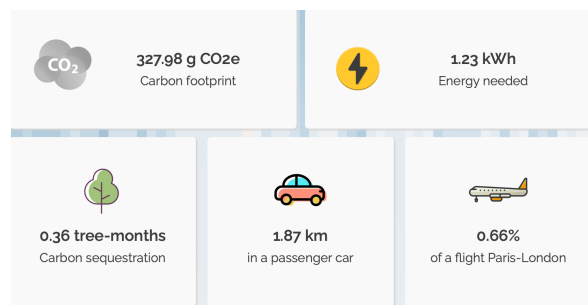 CO2
327.98 g CO2e
Carbon footprint
1.23 kWh
Energy needed
0.36 tree-months
Carbon sequestration
1.87 km
in a passenger car
0.66%
of a flight Paris-London